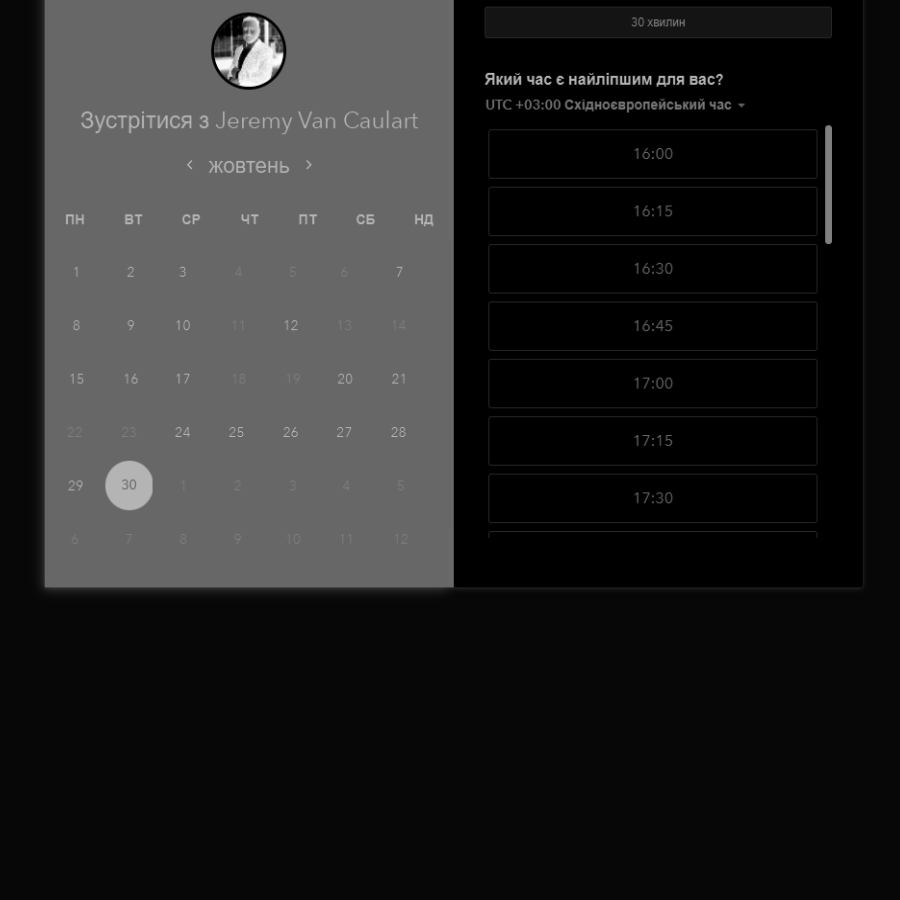 Зустрітися з Jeremy Van Caulart
жовтень
ПН ВТ СР ЧТ ПТ СБ НД
1 2 3 4 5 6 7
8 9 10 11 12 13 14
15 16 17 18 19 20 21
22 23 24 25 26 27 28
29 30 1 2 3 4 5
6 7 8 9 10 11 12
30 хвилин
Який час є найліпшим для вас?
UTC +03:00 Східноєвропейський час
16:00
16:15
16:30
16:45
17:00
17:15
17:30